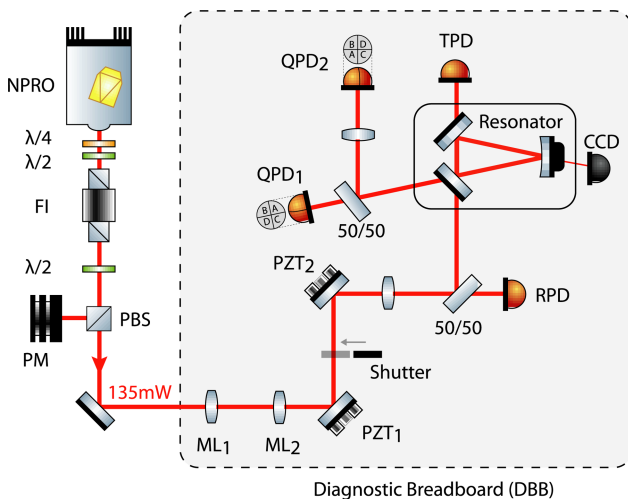 NPRO
λ/4
λ/2
FI
λ/2
PBS
PM
135mW
ML1
ML2
PZT1
Shutter
PZT2
50/50
RPD
QPD1
B A
D C
50/50
QPD2
B D
A C
TPD
Resonator
CCD
Diagnostic Breadboard (DBB)